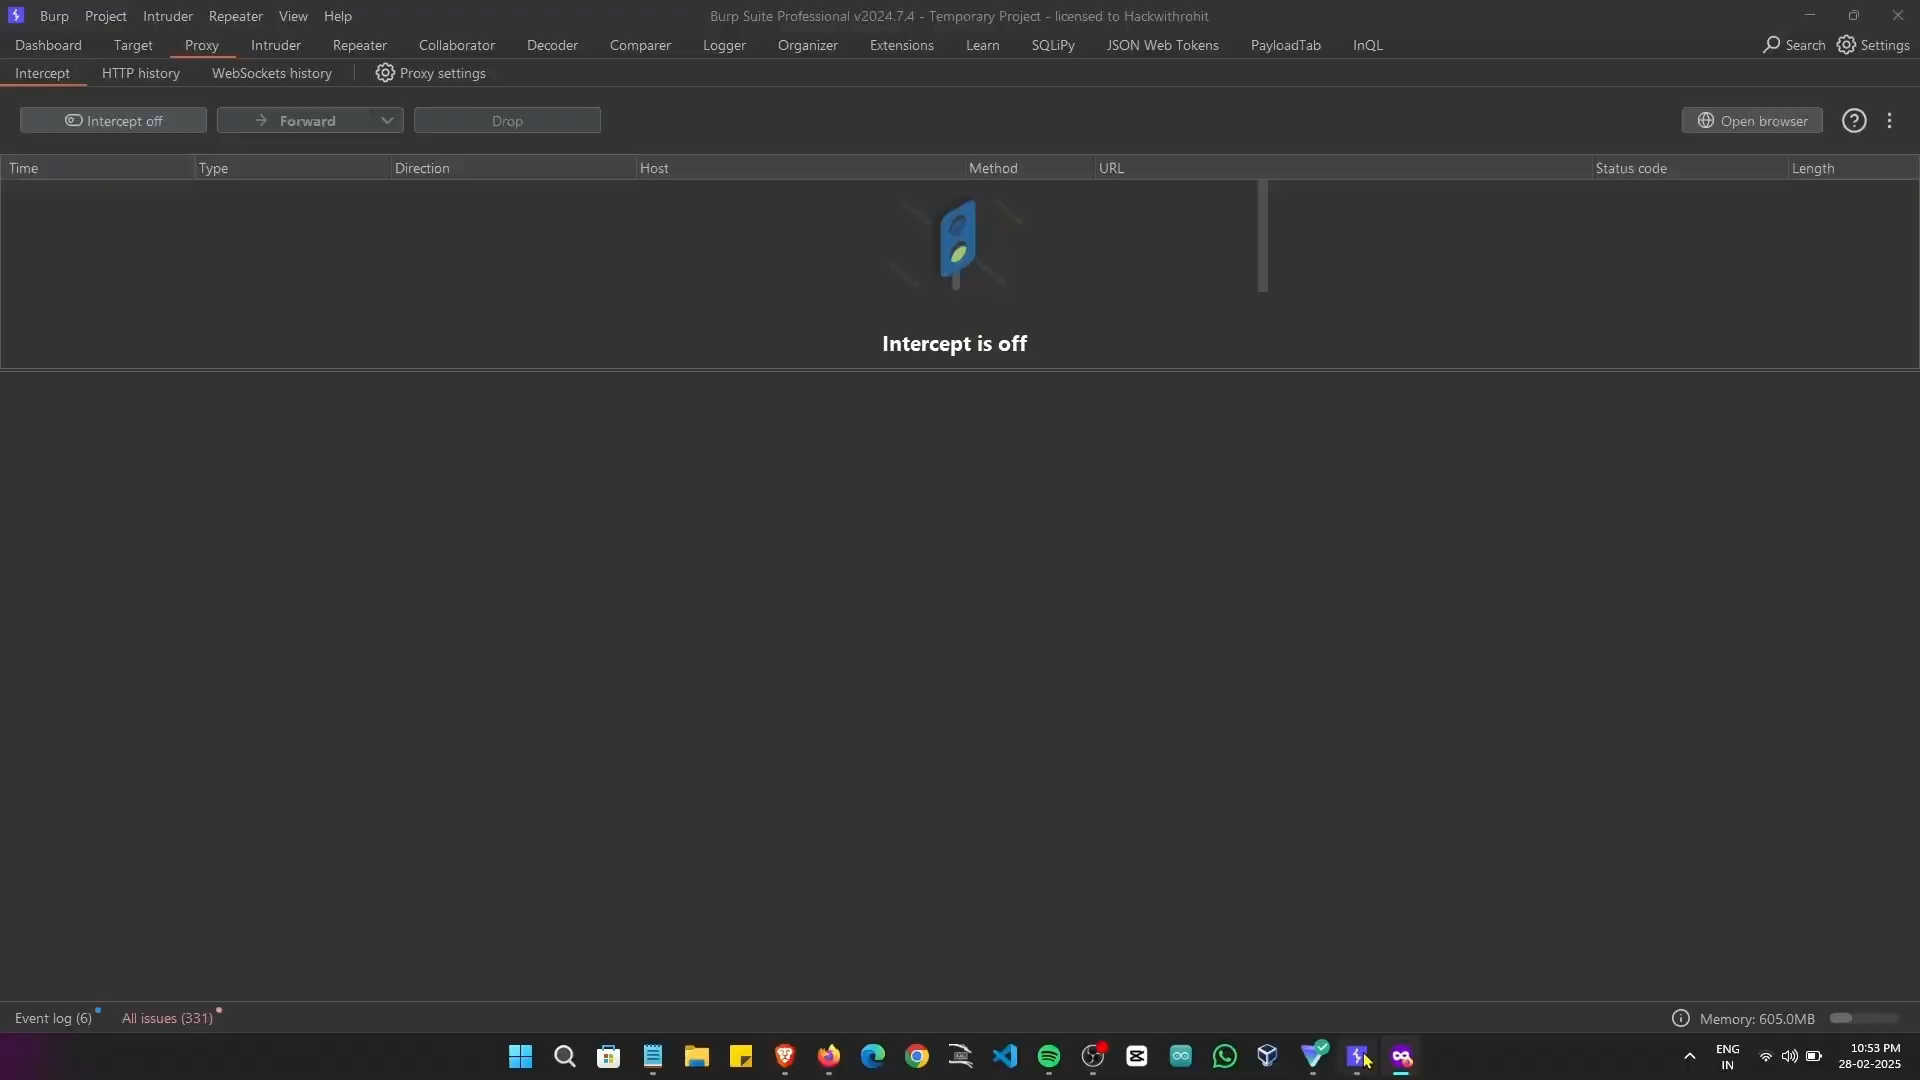 Burp Project Intruder Repeater View Help Burp Suite Professional v2024.7.4 - Temporary Project - licensed to Hackwithrohit
Dashboard Target Proxy Intruder Repeater Collaborator Decoder Comparer Logger Organizer Extensions Learn SQLiPy JSON Web Tokens PayloadTab InQL Search Settings
Intercept HTTP history WebSockets history Proxy settings
Intercept off Forward Drop Open browser
Time Type Direction Host Method URL Status code Length
Intercept is off
Event log (6) All issues (331) Memory: 605.0MB
ENG 10:53 PM
IN 28-02-2025